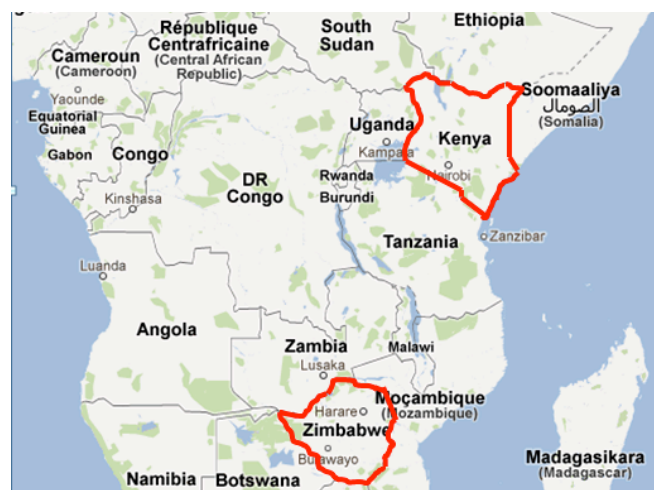 Ethiopia
République
Centrafricaine
(Central African
Republic)
South
Sudan
Cameroun
(Cameroon)
Yaounde
Soomaaliya
الصومال
(Somalia)
Equatorial
Guinea
Uganda
Kampala
Kenya
Nairobi
Gabon
Congo
DR
Congo
Rwanda
Burundi
Kinshasa
Tanzania
Zanzibar
Luanda
Angola
Zambia
Lusaka
Malawi
Moçambique
(Mozambique)
Harare
Zimbabwe
Bulawayo
Madagasikara
(Madagascar)
Namibia
Botswana